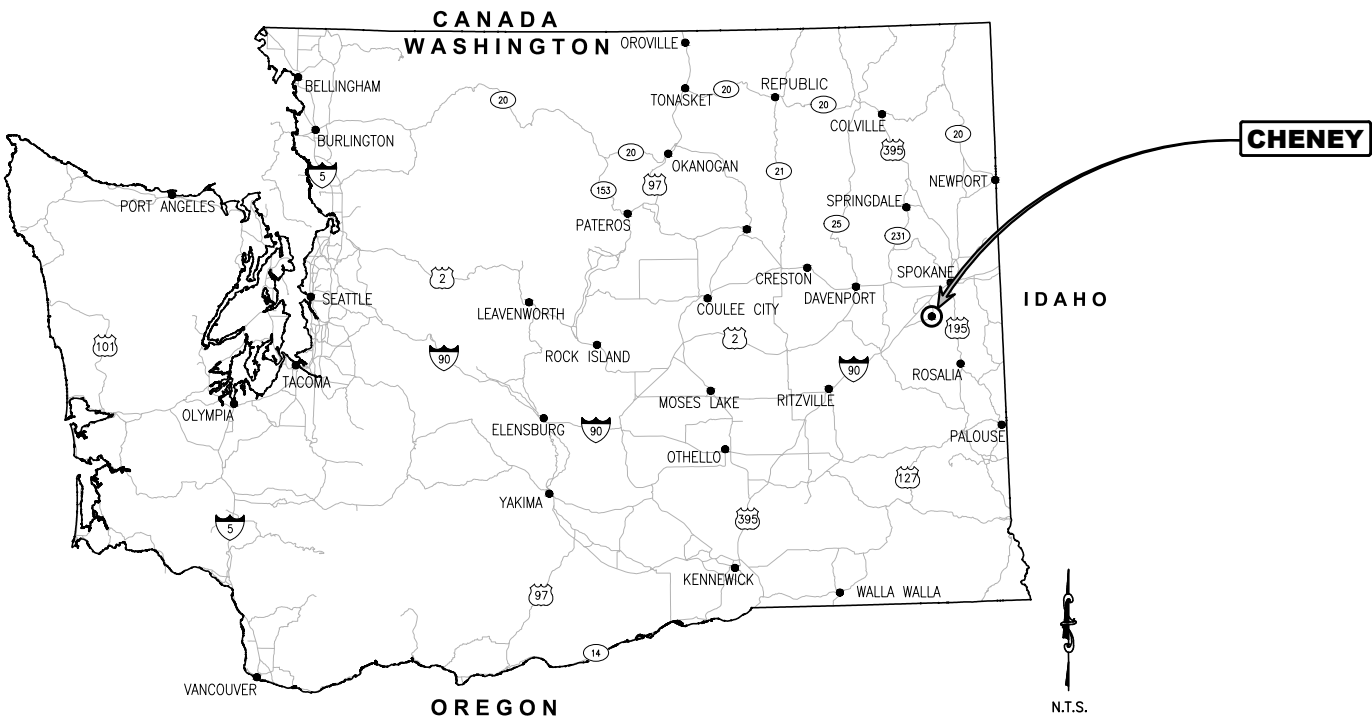 CANADA
WASHINGTON
OROVILLE
BELLINGHAM
20
TONASKET
20
REPUBLIC
20
COLVILLE
20
BURLINGTON
395
CHENEY
5
20
OKANOGAN
97
21
NEWPORT
153
PORT ANGELES
PATEROS
SPRINGDALE
25
231
2
CRESTON
SPOKANE
SEATTLE
LEAVENWORTH
COULEE CITY
DAVENPORT
IDAHO
101
90
ROCK ISLAND
2
195
TACOMA
90
ROSALIA
OLYMPIA
MOSES LAKE
RITZVILLE
ELENSBURG
90
PALOUSE
OTHELLO
127
YAKIMA
5
395
KENNEWICK
97
WALLA WALLA
14
VANCOUVER
OREGON
N.T.S.